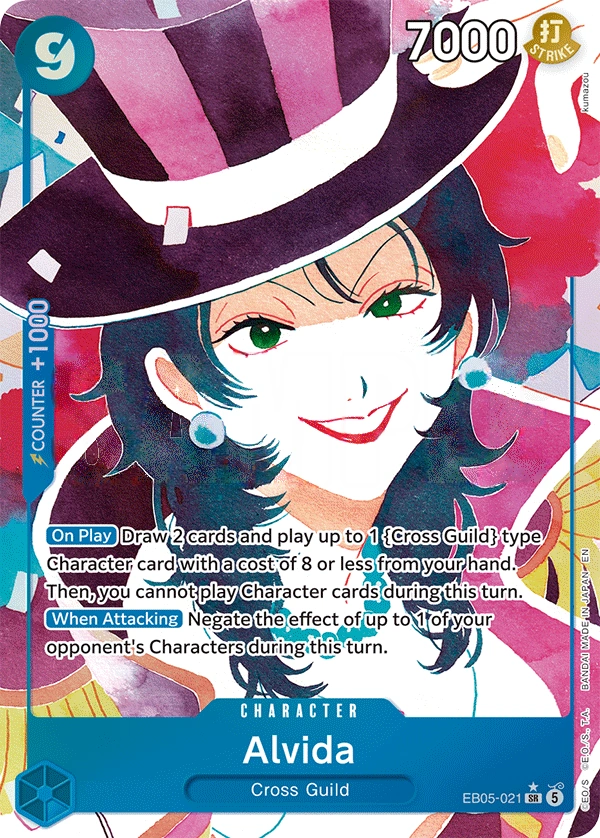 9
7000
打
STRIKE
kumazou
COUNTER +1000
On Play Draw 2 cards and play up to 1 {Cross Guild} type
Character card with a cost of 8 or less from your hand.
Then, you cannot play Character cards during this turn.
When Attacking Negate the effect of up to 1 of your
opponent's Characters during this turn.
CHARACTER
Alvida
Cross Guild
EB05-021 SR 5
©E.O./S., T.A. BANDAI MADE IN JAPAN EN
©EO/S